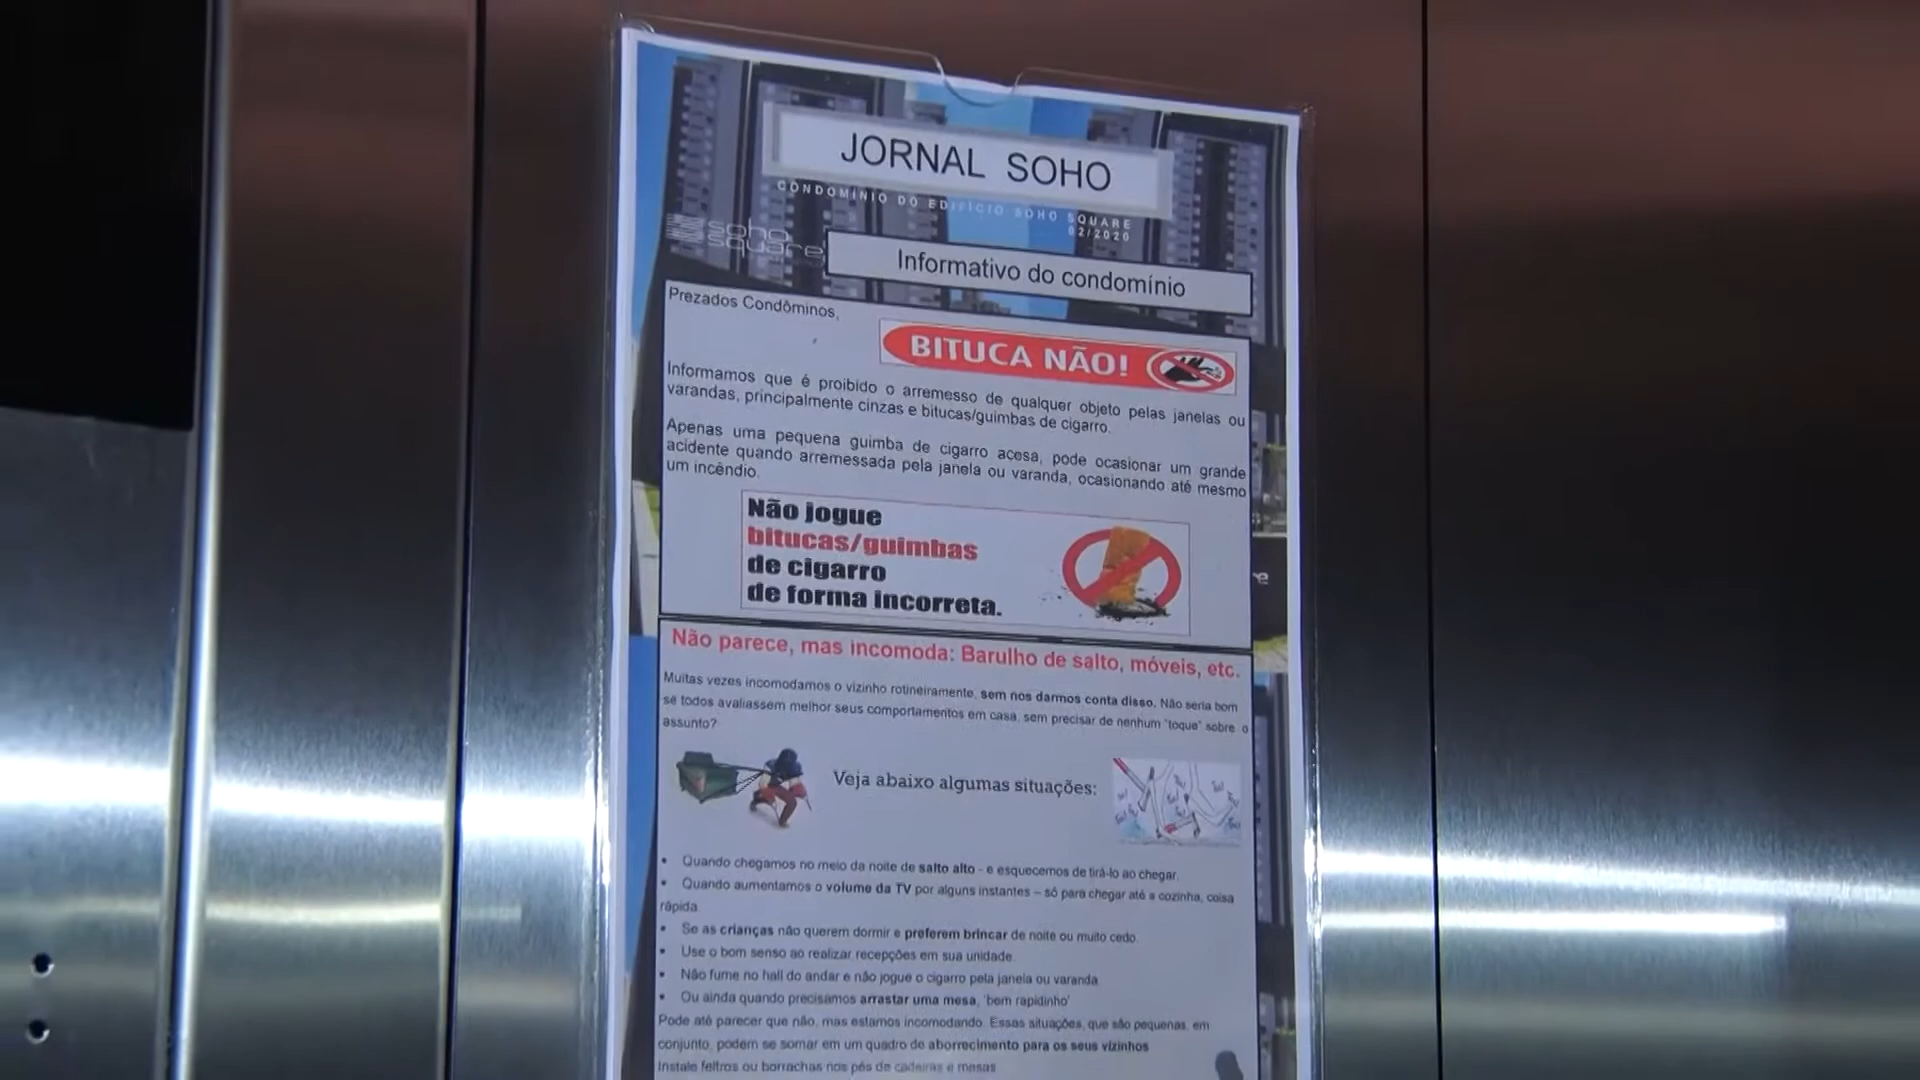 JORNAL SOHO
CONDOMÍNIO DO EDIFÍCIO SOHO SQUARE
02/2020
soho
square
Informativo do condomínio
Prezados Condôminos,
BITUCA NÃO!
Informamos que é proibido o arremesso de qualquer objeto pelas janelas ou
varandas, principalmente cinzas e bitucas/guimbas de cigarro.
Apenas uma pequena guimba de cigarro acesa, pode ocasionar um grande
acidente quando arremessada pela janela ou varanda, ocasionando até mesmo
um incêndio.
Não jogue
bitucas/guimbas
de cigarro
de forma incorreta.
Não parece, mas incomoda: Barulho de salto, móveis, etc.
Muitas vezes incomodamos o vizinho rotineiramente, sem nos darmos conta disso. Não seria bom
se todos avaliassem melhor seus comportamentos em casa, sem precisar de nenhum "toque" sobre o
assunto?
Veja abaixo algumas situações:
• Quando chegamos no meio da noite de salto alto - e esquecemos de tirá-lo ao chegar.
• Quando aumentamos o volume da TV por alguns instantes – só para chegar até a cozinha, coisa
rápida.
• Se as crianças não querem dormir e preferem brincar de noite ou muito cedo.
• Use o bom senso ao realizar recepções em sua unidade.
• Não fume no hall do andar e não jogue o cigarro pela janela ou varanda
• Ou ainda quando precisamos arrastar uma mesa, 'bem rapidinho'
Pode até parecer que não, mas estamos incomodando. Essas situações, que são pequenas, em
conjunto, podem se somar em um quadro de aborrecimento para os seus vizinhos
Instale feltros ou borrachas nos pés de cadeiras e mesas